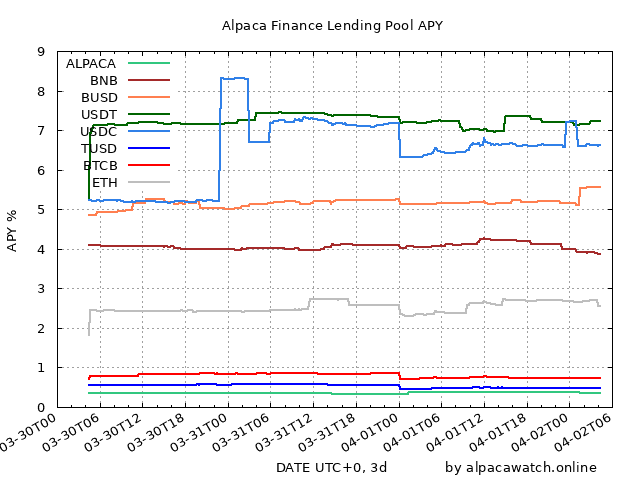 Alpaca Finance Lending Pool APY
9
8
7
6
5
4
3
2
1
0
APY %
ALPACA
BNB
BUSD
USDT
USDC
TUSD
BTCB
ETH
03-30T00
03-30T06
03-30T12
03-30T18
03-31T00
03-31T06
03-31T12
03-31T18
04-01T00
04-01T06
04-01T12
04-01T18
04-02T00
04-02T06
DATE UTC+0, 3d
by alpacawatch.online